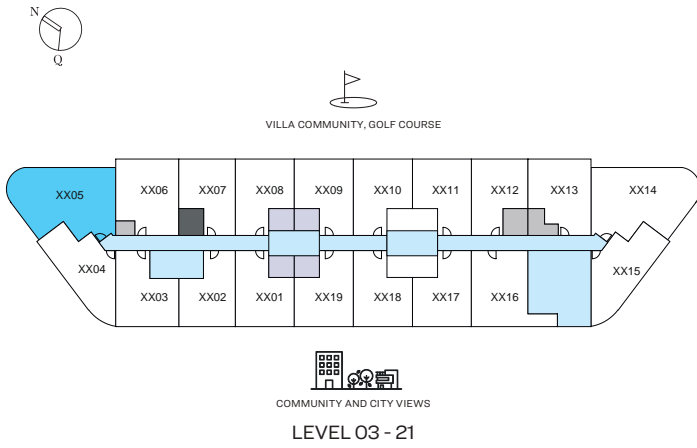 N
Q
VILLA COMMUNITY, GOLF COURSE
XX05
XX06
XX07
XX08
XX09
XX10
XX11
XX12
XX13
XX14
XX04
XX03
XX02
XX01
XX19
XX18
XX17
XX16
XX15
COMMUNITY AND CITY VIEWS
LEVEL 03 - 21